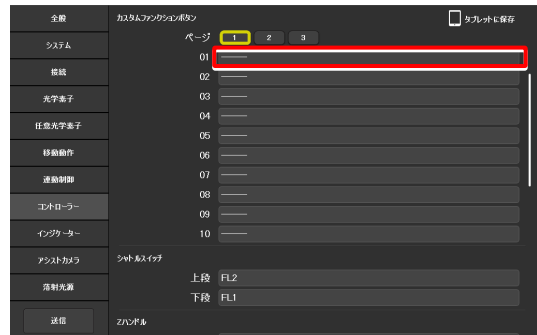 全般
システム
接続
光学素子
任意光学素子
移動動作
連動制御
コントローラー
インジケーター
アシストカメラ
落射光源
送信
カスタムファンクションボタン
タブレットに保存
ページ 1 2 3
01 ――
02 ――
03 ――
04 ――
05 ――
06 ――
07 ――
08 ――
09 ――
10 ――
シャトルスイッチ
上段 FL2
下段 FL1
Zハンドル